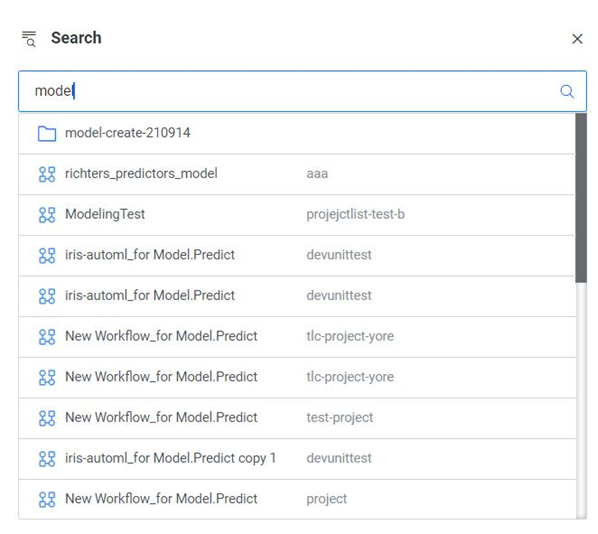 Search
model
model-create-210914
richters_predictors_model aaa
ModelingTest projejctlist-test-b
iris-automl_for Model.Predict devunittest
iris-automl_for Model.Predict devunittest
New Workflow_for Model.Predict tlc-project-yore
New Workflow_for Model.Predict tlc-project-yore
New Workflow_for Model.Predict test-project
iris-automl_for Model.Predict copy 1 devunittest
New Workflow_for Model.Predict project